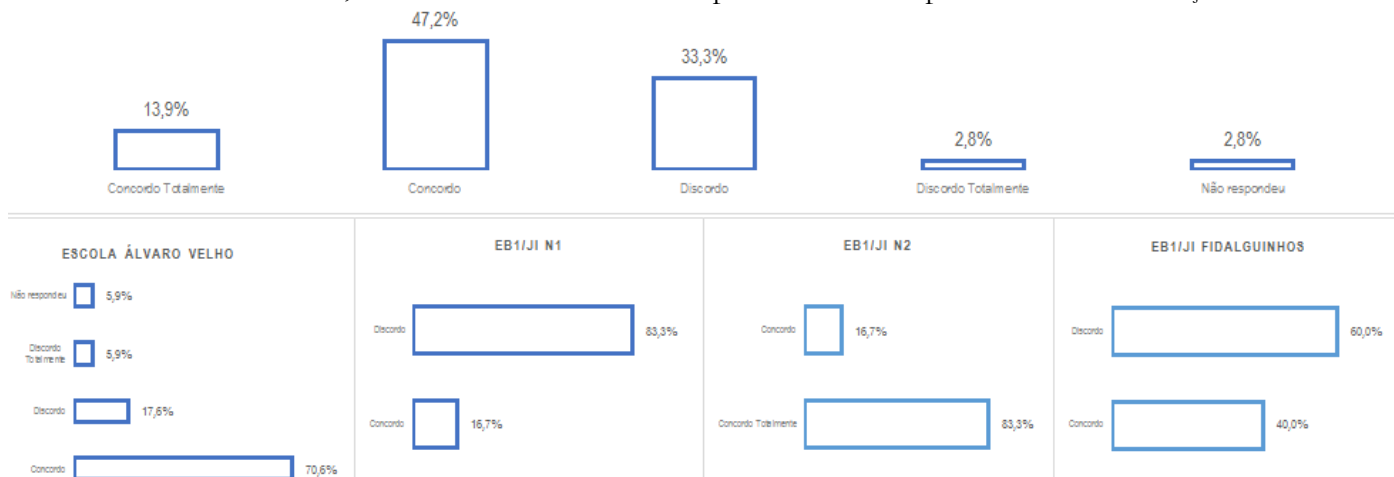 47,2%
33,3%
13,9%
2,8%
2,8%
Concordo Totalmente
Concordo
Discordo
Discordo Totalmente
Não respondeu
ESCOLA ÁLVARO VELHO
Não respondeu
5,9%
Discordo
Totalmente
5,9%
Discordo
17,6%
Concordo
70,6%
EB1/JI N1
Discordo
83,3%
Concordo
16,7%
EB1/JI N2
Concordo
16,7%
Concordo Totalmente
83,3%
EB1/JI FIDALGUINHOS
Discordo
60,0%
Concordo
40,0%